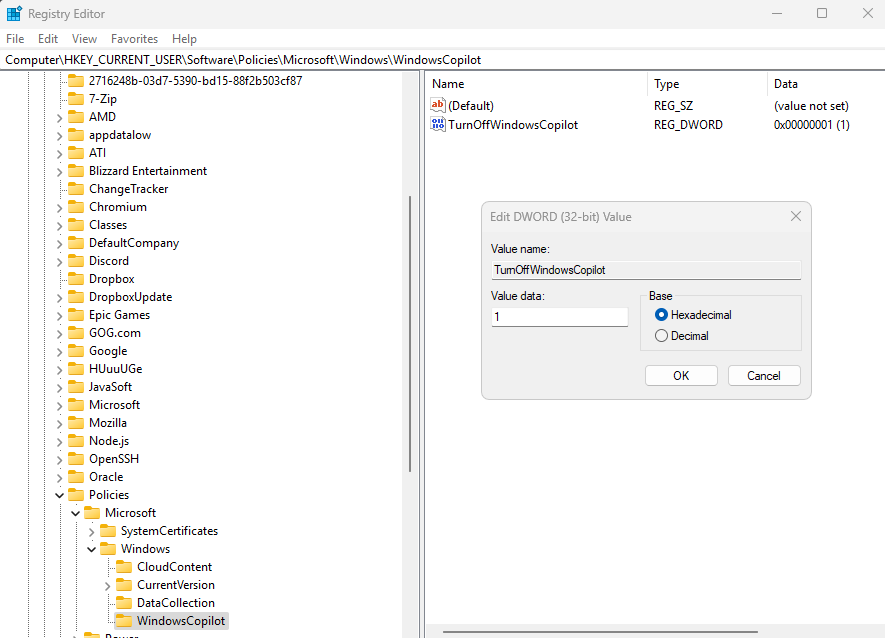 Registry Editor
File Edit View Favorites Help
Computer\HKEY_CURRENT_USER\Software\Policies\Microsoft\Windows\WindowsCopilot
2716248b-03d7-5390-bd15-88f2b503cf87
7-Zip
AMD
appdatalow
ATI
Blizzard Entertainment
ChangeTracker
Chromium
Classes
DefaultCompany
Discord
Dropbox
DropboxUpdate
Epic Games
GOG.com
Google
HUuuUGe
JavaSoft
Microsoft
Mozilla
Node.js
OpenSSH
Oracle
Policies
Microsoft
SystemCertificates
Windows
CloudContent
CurrentVersion
DataCollection
WindowsCopilot
Power
Name Type Data
(Default) REG_SZ (value not set)
TurnOffWindowsCopilot REG_DWORD 0x00000001 (1)
Edit DWORD (32-bit) Value
Value name:
TurnOffWindowsCopilot
Value data:
1
Base
Hexadecimal
Decimal
OK Cancel